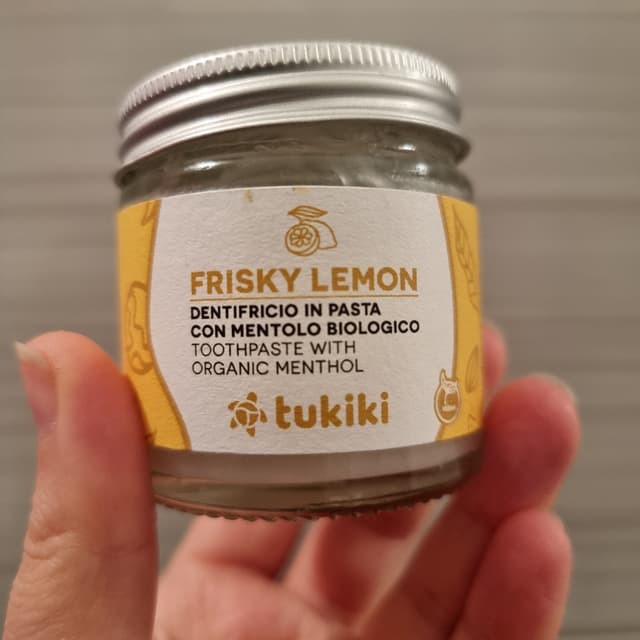 FRISKY LEMON
DENTIFRICIO IN PASTA
CON MENTOLO BIOLOGICO
TOOTHPASTE WITH
ORGANIC MENTHOL
tukiki